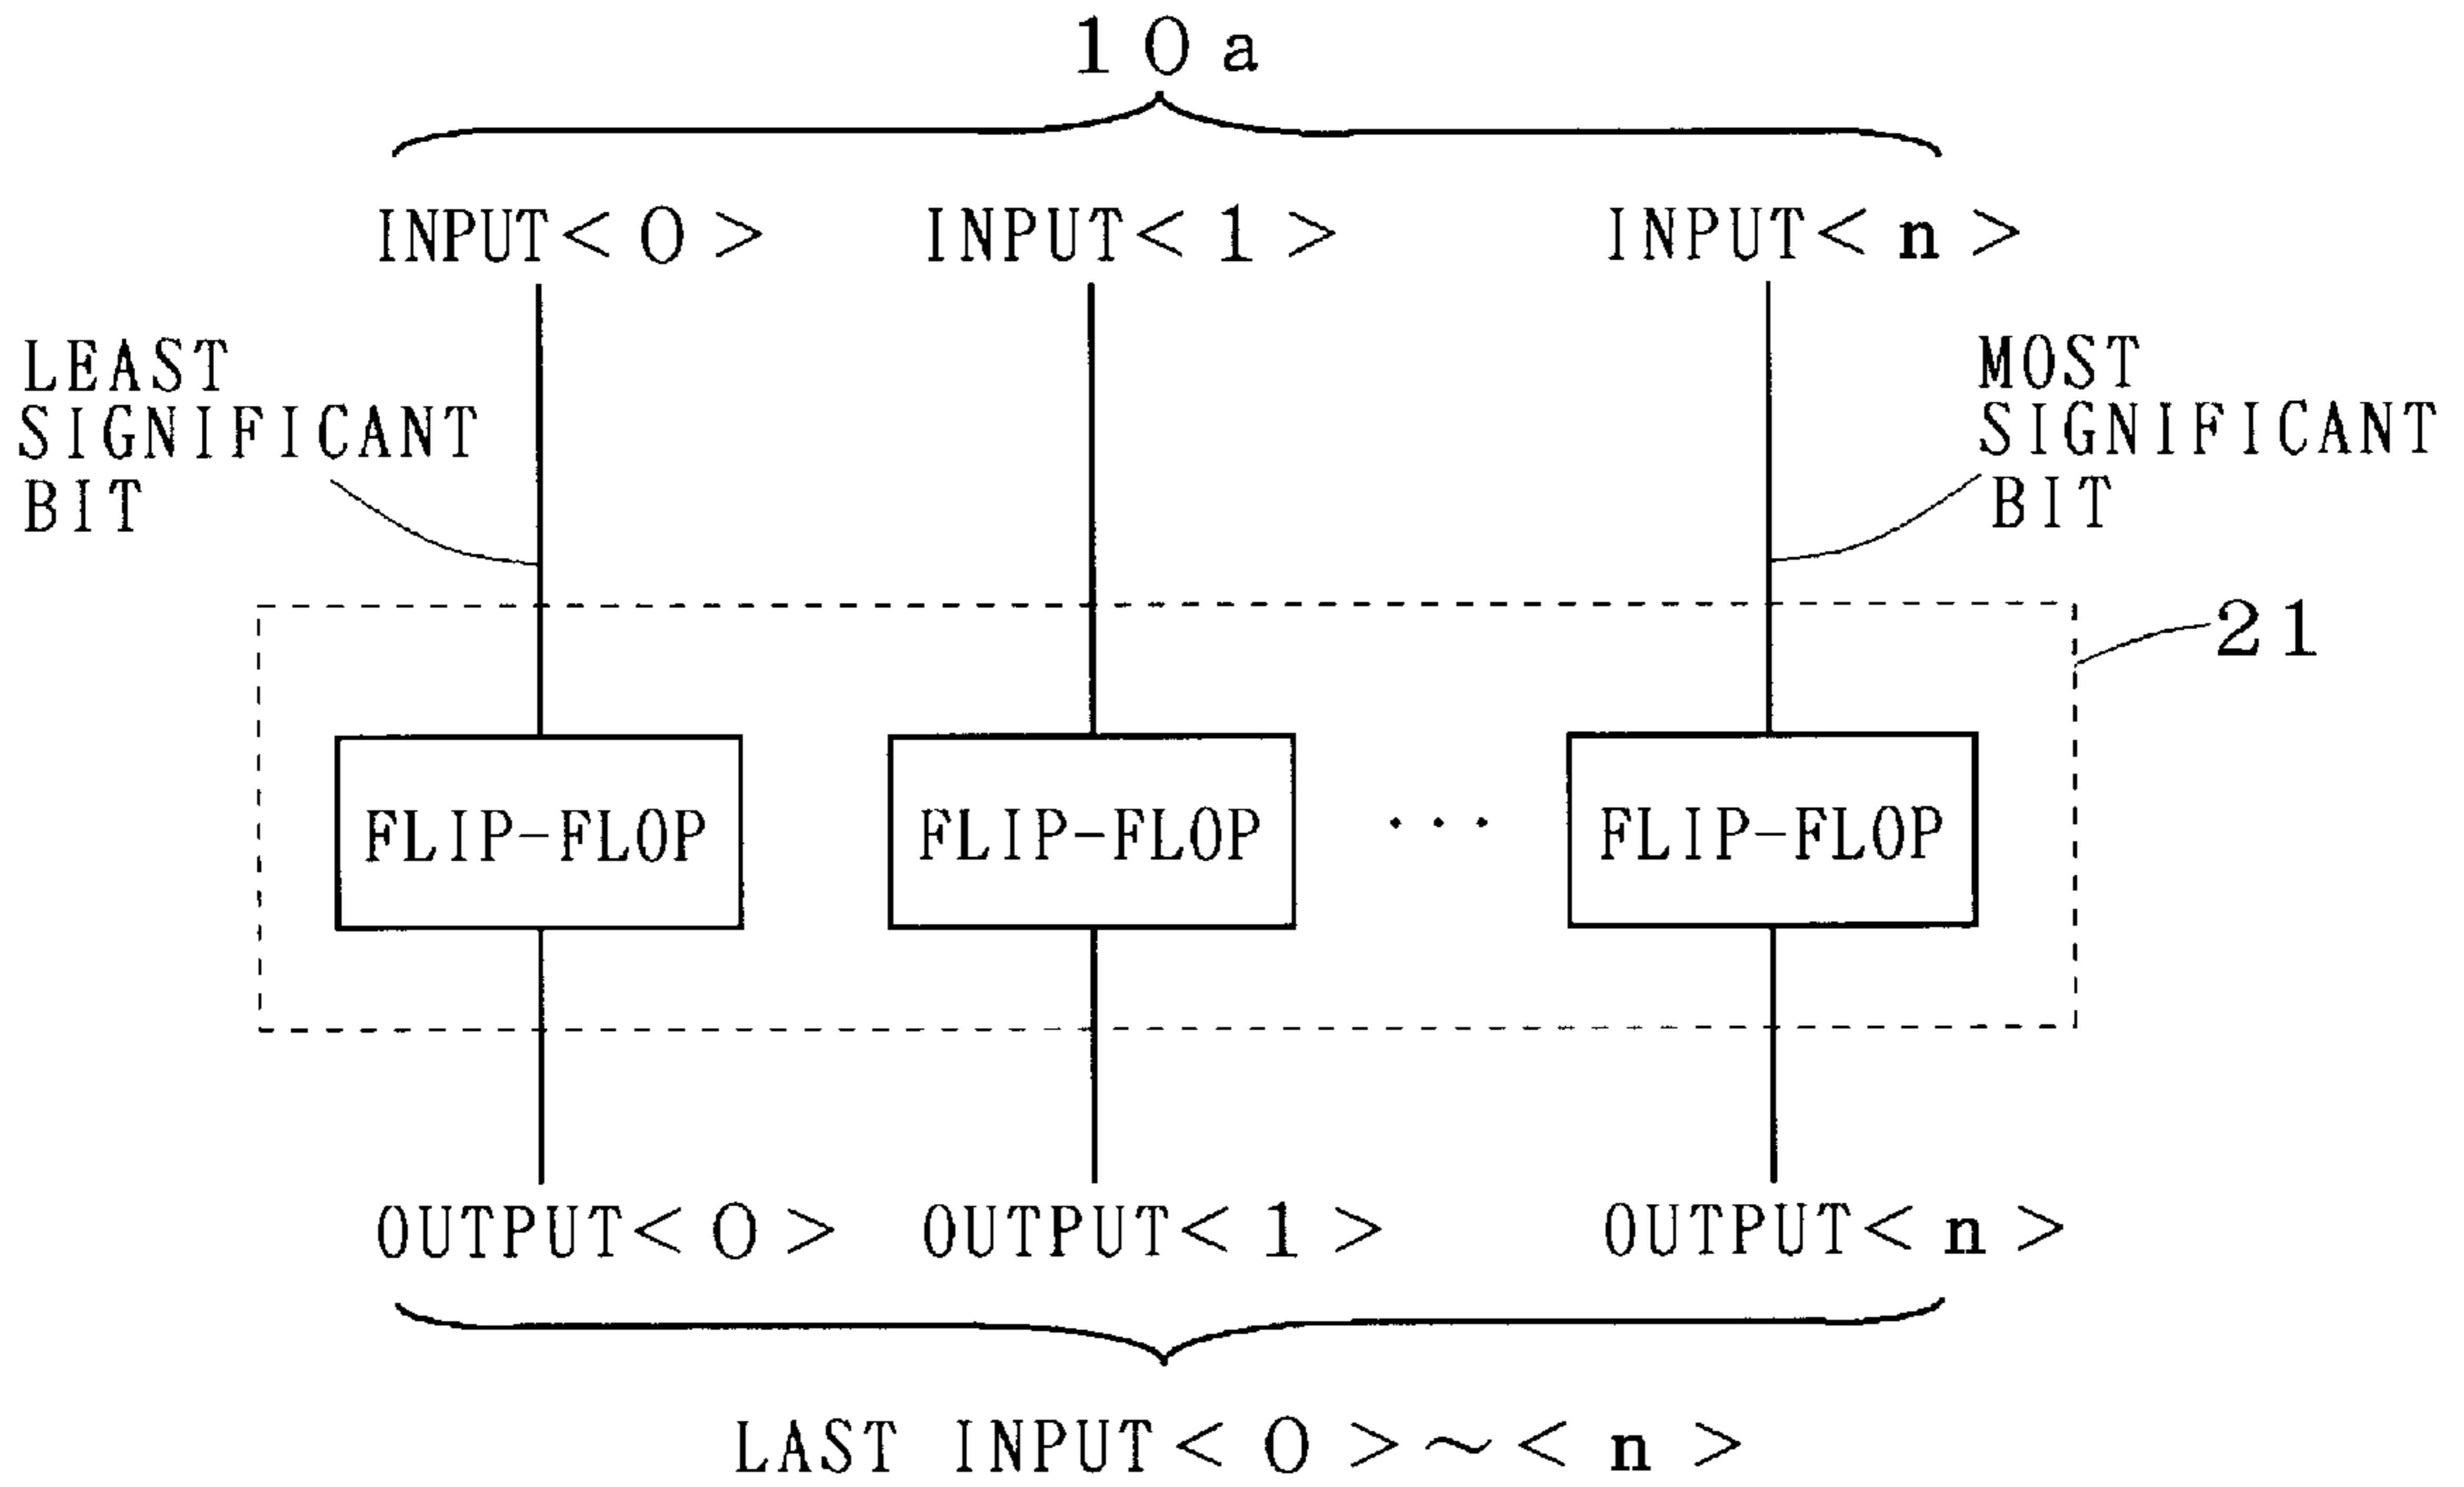 10a
INPUT<0> INPUT<1> INPUT<n>
LEAST
SIGNIFICANT
BIT
MOST
SIGNIFICANT
BIT
21
FLIP-FLOP FLIP-FLOP ... FLIP-FLOP
OUTPUT<0> OUTPUT<1> OUTPUT<n>
LAST INPUT<0>~<n>